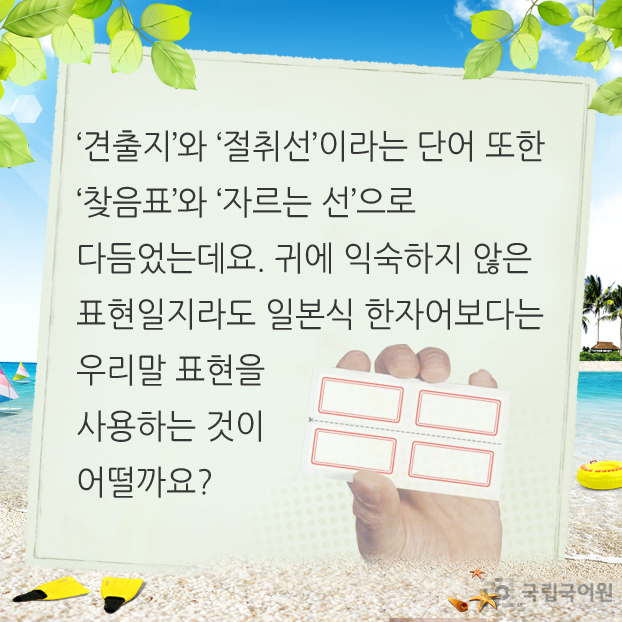 ‘견출지’와 ‘절취선’이라는 단어 또한
‘찾음표’와 ‘자르는 선’으로
다듬었는데요. 귀에 익숙하지 않은
표현일지라도 일본식 한자어보다는
우리말 표현을
사용하는 것이
어떨까요?
국립국어원